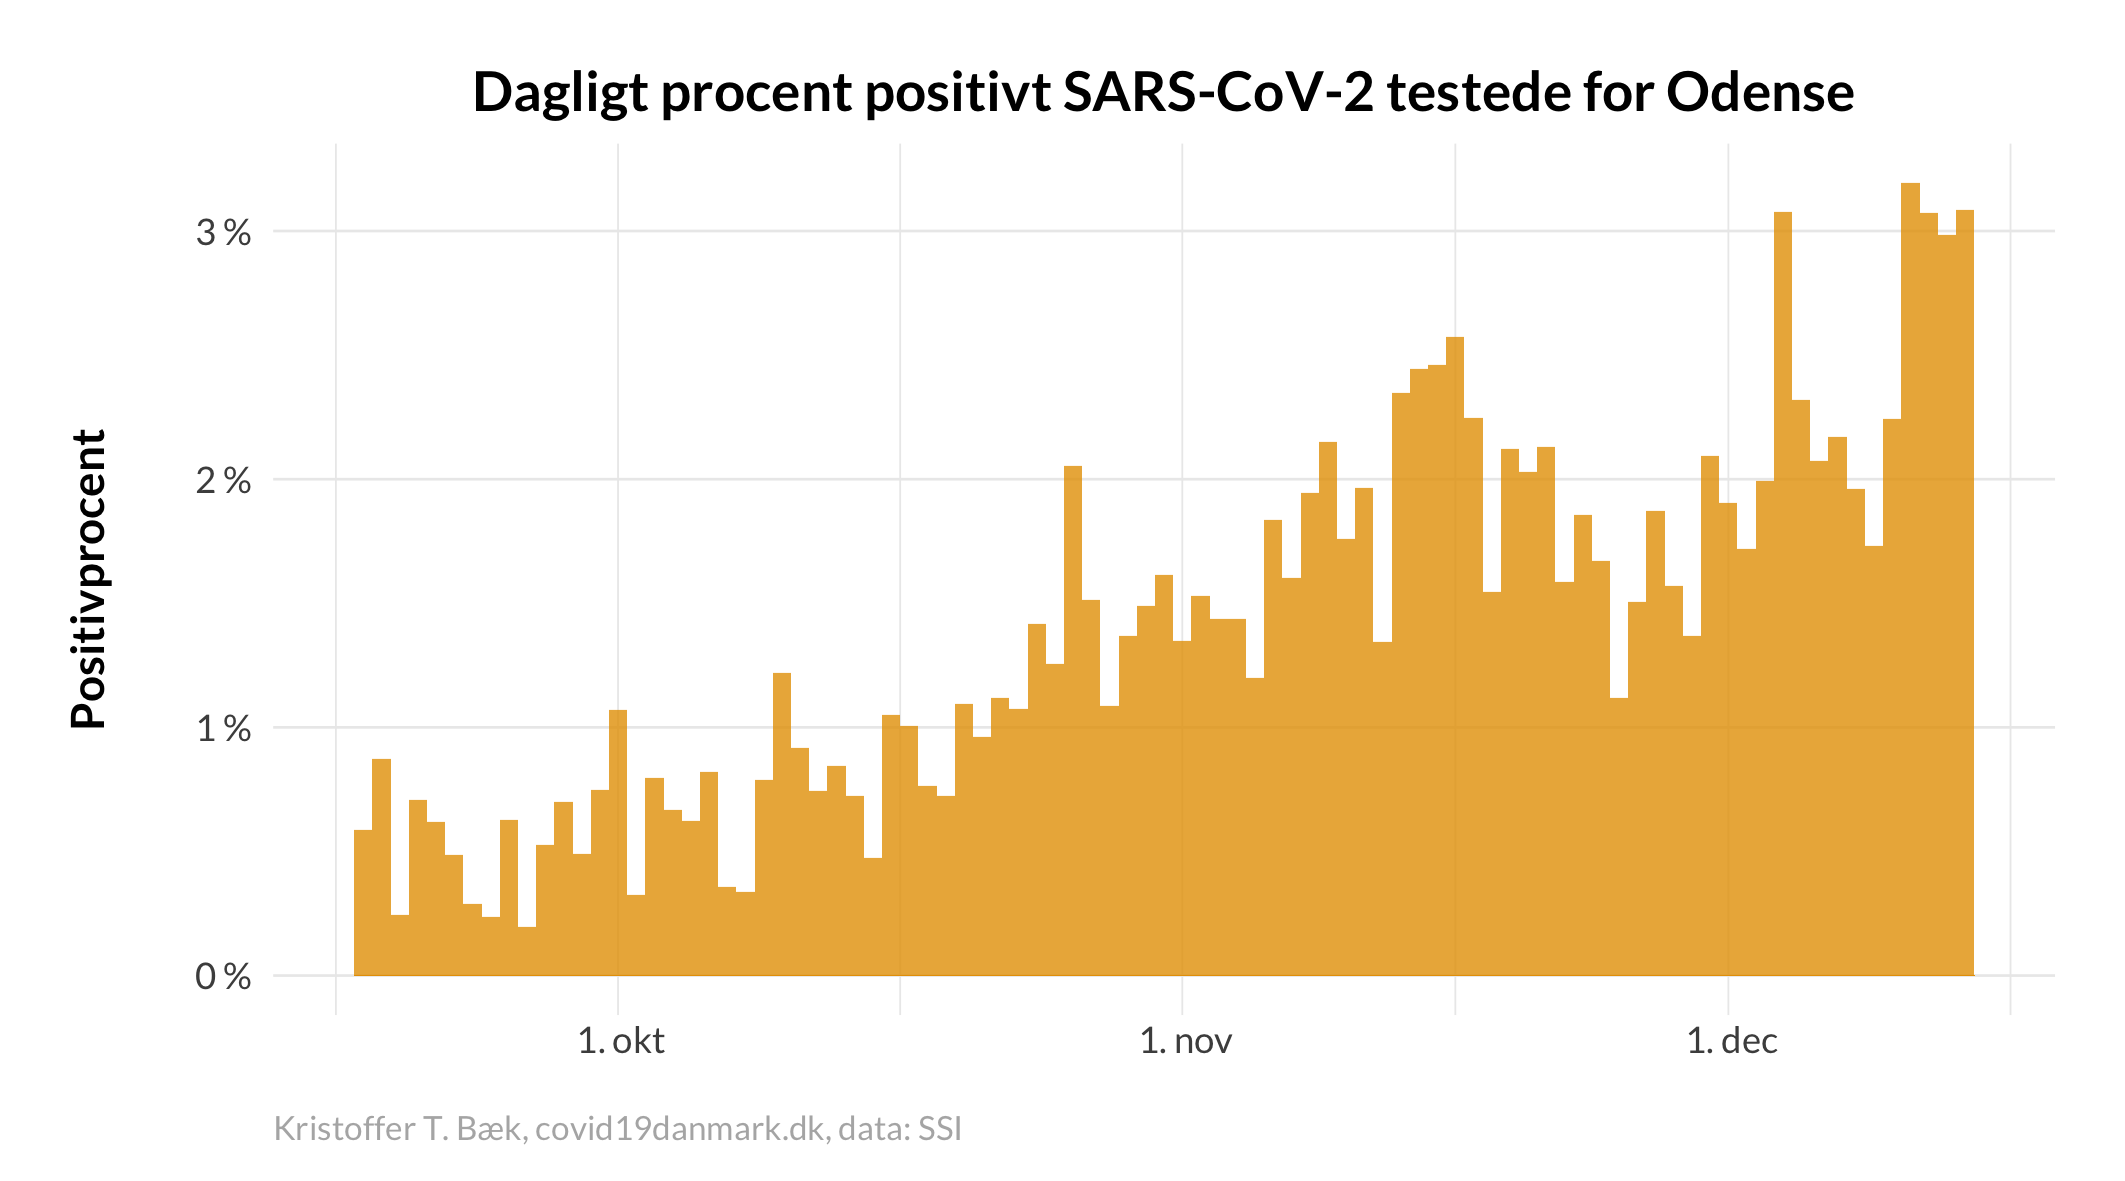 Dagligt procent positivt SARS-CoV-2 testede for Odense
Positivprocent
3 %
2 %
1 %
0 %
1. okt
1. nov
1. dec
Kristoffer T. Bæk, covid19danmark.dk, data: SSI